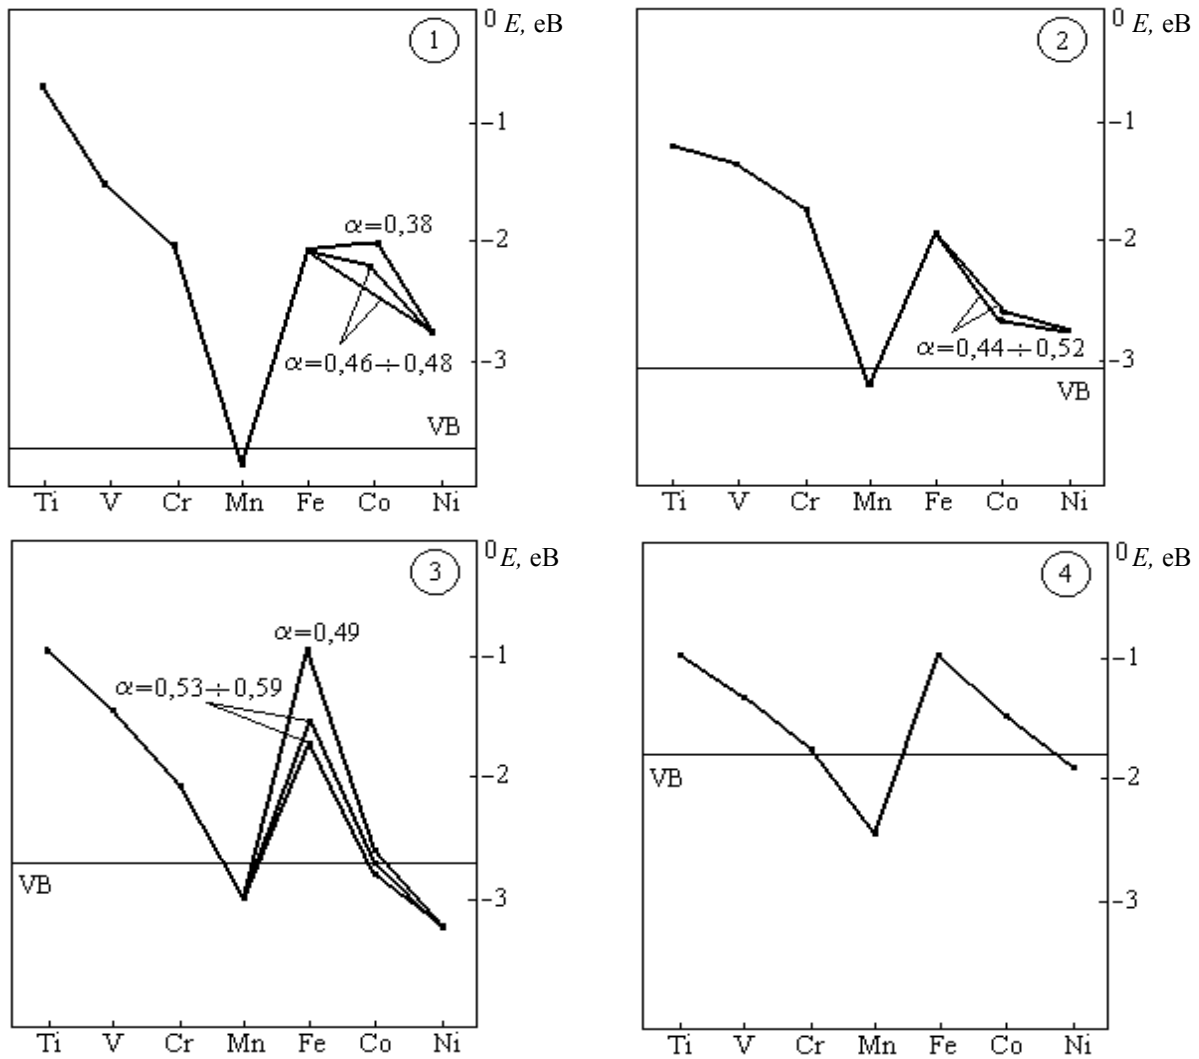 0 E, eB
1
–1
α=0,38
–2
α=0,46÷0,48
–3
VB
Ti V Cr Mn Fe Co Ni
0 E, eB
2
–1
–2
α=0,44÷0,52
–3
VB
Ti V Cr Mn Fe Co Ni
0 E, eB
3
α=0,49
–1
α=0,53÷0,59
–2
VB
–3
Ti V Cr Mn Fe Co Ni
0 E, eB
4
–1
VB
–2
–3
Ti V Cr Mn Fe Co Ni